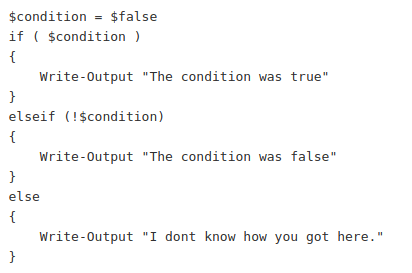 $condition = $false
if ( $condition )
{
    Write-Output "The condition was true"
}
elseif (!$condition)
{
    Write-Output "The condition was false"
}
else
{
    Write-Output "I dont know how you got here."
}